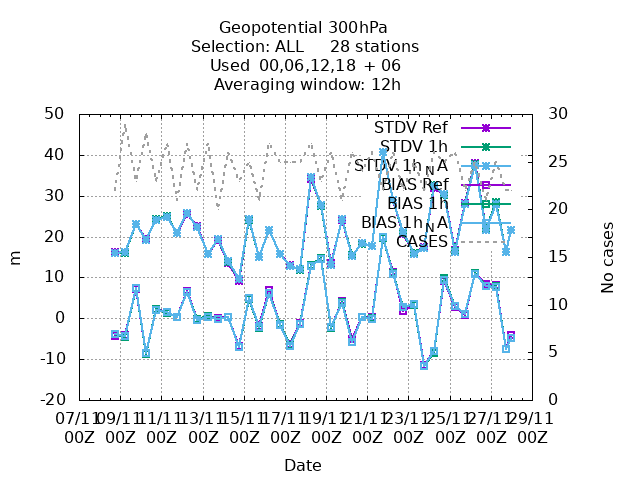 Geopotential 300hPa
Selection: ALL 28 stations
Used 00,06,12,18 + 06
Averaging window: 12h
50 30
STDV Ref
STDV 1h
40 25
STDV 1h_NA
BIAS Ref
30 20
BIAS 1h
BIAS 1h_NA
CASES
20 15
10
m No cases
0 10
-10 5
-20 0
07/11 09/11 11/11 13/11 15/11 17/11 19/11 21/11 23/11 25/11 27/11 29/11
00Z 00Z 00Z 00Z 00Z 00Z 00Z 00Z 00Z 00Z 00Z 00Z
Date